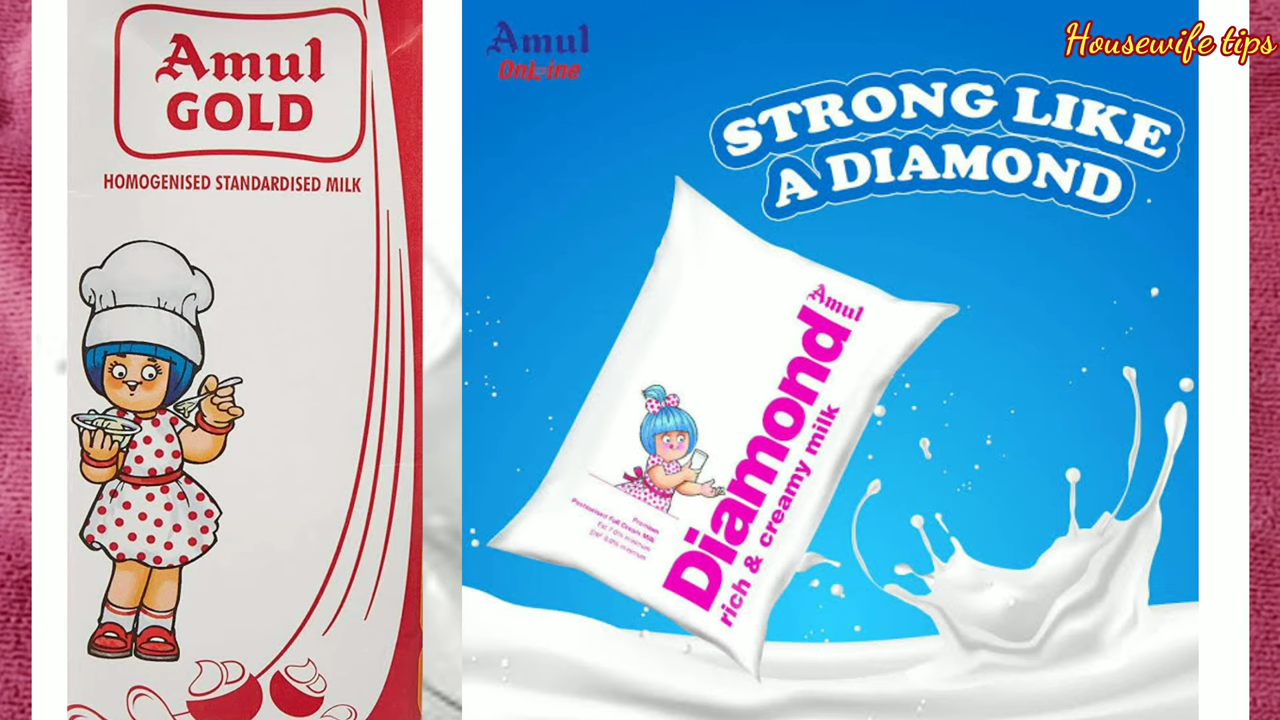 Amul
GOLD
HOMOGENISED STANDARDISED MILK
Amul
OnLine
Housewife tips
STRONG LIKE
A DIAMOND
Amul
Diamond
rich & creamy milk
Premium
Pasteurised Full Cream Milk